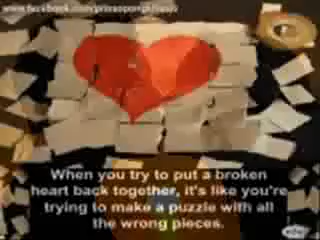 When you try to put a broken
heart back together, it's like you're
trying to make a puzzle with all
the wrong pieces.